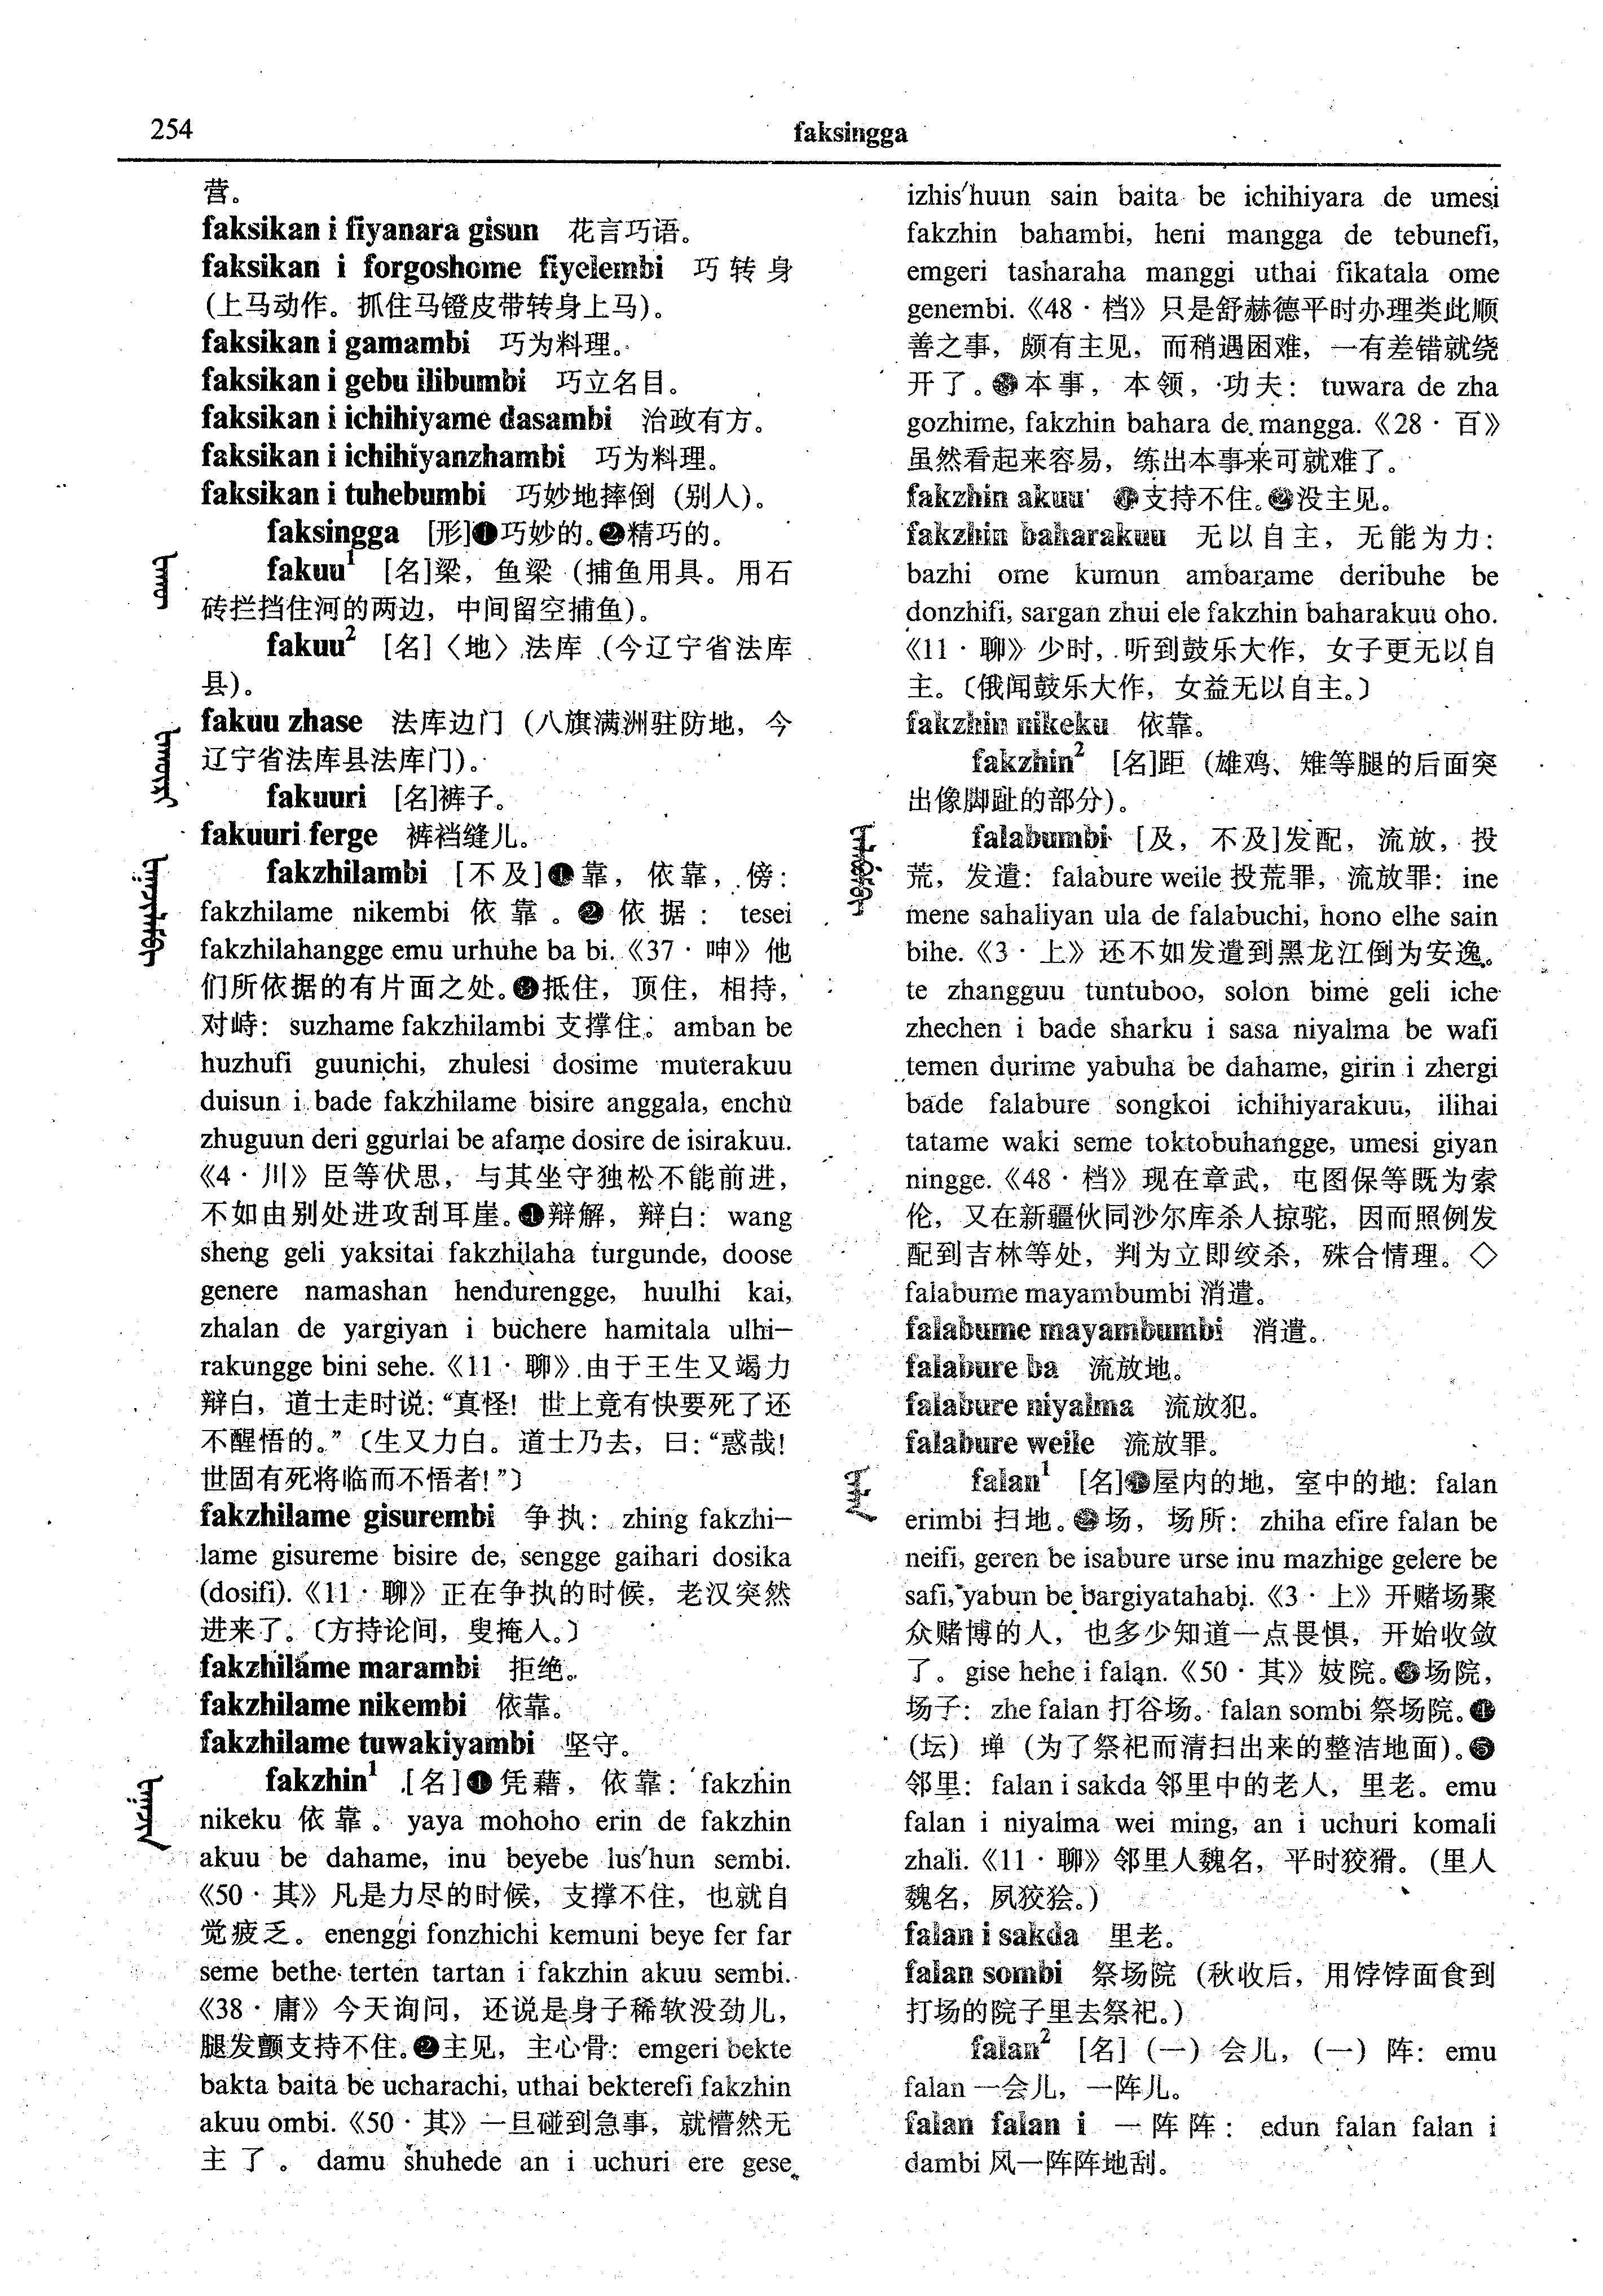 254
faksingga
营。
faksikan i fiyanara gisun 花言巧语。
faksikan i forgoshome fiyelembi 巧转身
(上马动作。抓住马镫皮带转身上马)。
faksikan i gamambi 巧为料理。
faksikan i gebu ilibumbi 巧立名目。
faksikan i ichihiyame dasambi 治政有方。
faksikan i ichihiyanzhambi 巧为料理。
faksikan i tuhebumbi 巧妙地摔倒 (别人)。
faksingga [形]❶巧妙的。❷精巧的。
fakuu¹ [名]梁，鱼梁 (捕鱼用具。用石
砖拦挡住河的两边，中间留空捕鱼)。
fakuu² [名]〈地〉法库 (今辽宁省法库
县)。
fakuu zhase 法库边门 (八旗满洲驻防地，今
辽宁省法库县法库门)。
fakuuri [名]裤子。
fakuuri ferge 裤裆缝儿。
fakzhilambi [不及]❶靠，依靠，傍：
fakzhilame nikembi 依靠。❷依据：tesei
fakzhilahangge emu urhuhe ba bi.《37·呻》他
们所依据的有片面之处。❸抵住，顶住，相持，
对峙：suzhame fakzhilambi 支撑住。amban be
huzhufi guunichi, zhulesi dosime muterakuu
duisun i bade fakzhilame bisire anggala, enchu
zhuguun deri ggurlai be afame dosire de isirakuu.
《4·川》臣等伏思，与其坐守独松不能前进，
不如由别处进攻刮耳崖。❹辩解，辩白：wang
sheng geli yaksitai fakzhilaha turgunde, doose
genere namashan hendurengge, huulhi kai,
zhalan de yargiyan i buchere hamitala ulhi-
rakungge bini sehe.《11·聊》由于王生又竭力
辩白，道士走时说：“真怪！世上竟有快要死了还
不醒悟的。”〔生又力白。道士乃去，曰：“惑哉！
世固有死将临而不悟者！”〕
fakzhilame gisurembi 争执：zhing fakzhi-
lame gisureme bisire de, sengge gaihari dosika
(dosifi).《11·聊》正在争执的时候，老汉突然
进来了。〔方持论间，叟掩人。〕
fakzhilame marambi 拒绝。
fakzhilame nikembi 依靠。
fakzhilame tuwakiyambi 坚守。
fakzhin¹ [名]❶凭藉，依靠：fakzhin
nikeku 依靠。yaya mohoho erin de fakzhin
akuu be dahame, inu beyebe lus'hun sembi.
《50·其》凡是力尽的时候，支撑不住，也就自
觉疲乏。enenggi fonzhichi kemuni beye fer far
seme bethe terten tartan i fakzhin akuu sembi.
《38·庸》今天询问，还说是身子稀软没劲儿，
腿发颤支持不住。❷主见，主心骨：emgeri bekte
bakta baita be ucharachi, uthai bekterefi fakzhin
akuu ombi.《50·其》一旦碰到急事，就懵然无
主了。damu shuhede an i uchuri ere gese
izhis'huun sain baita be ichihiyara de umesi
fakzhin bahambi, heni mangga de tebunefi,
emgeri tasharaha manggi uthai fikatala ome
genembi.《48·档》只是舒赫德平时办理类此顺
善之事，颇有主见，而稍遇困难，一有差错就绕
开了。❸本事，本领，功夫：tuwara de zha
gozhime, fakzhin bahara de mangga.《28·百》
虽然看起来容易，练出本事来可就难了。
fakzhin akuu ❶支持不住。❷没主见。
fakzhin baharakuu 无以自主，无能为力：
bazhi ome kumun ambarame deribuhe be
donzhifi, sargan zhui ele fakzhin baharakuu oho.
《11·聊》少时，听到鼓乐大作，女子更无以自
主。〔俄闻鼓乐大作，女益无以自主。〕
fakzhin nikeku 依靠。
fakzhin² [名]距 (雄鸡、雉等腿的后面突
出像脚趾的部分)。
falabumbi [及，不及]发配，流放，投
荒，发遣：falabure weile 投荒罪，流放罪：ine
mene sahaliyan ula de falabuchi, hono elhe sain
bihe.《3·上》还不如发遣到黑龙江倒为安逸。
te zhangguu tuntuboo, solon bime geli iche
zhechen i bade sharku i sasa niyalma be wafi
temen durime yabuha be dahame, girin i zhergi
bade falabure songkoi ichihiyarakuu, ilihai
tatame waki seme toktobuhangge, umesi giyan
ningge.《48·档》现在章武，屯图保等既为索
伦，又在新疆伙同沙尔库杀人掠驼，因而照例发
配到吉林等处，判为立即绞杀，殊合情理。◇
falabume mayambumbi 消遣。
falabume mayambumbi 消遣。
falabure ba 流放地。
falabure niyalma 流放犯。
falabure weile 流放罪。
falan¹ [名]❶屋内的地，室中的地：falan
erimbi 扫地。❷场，场所：zhiha efire falan be
neifi, geren be isabure urse inu mazhige gelere be
safi, yabun be bargiyatahabi.《3·上》开赌场聚
众赌博的人，也多少知道一点畏惧，开始收敛
了。gise hehe i falan.《50·其》妓院。❸场院，
场子：zhe falan 打谷场。falan sombi 祭场院。❹
(坛) 墠 (为了祭祀而清扫出来的整洁地面)。❺
邻里：falan i sakda 邻里中的老人，里老。emu
falan i niyalma wei ming, an i uchuri komali
zhali.《11·聊》邻里人魏名，平时狡猾。(里人
魏名，夙狡狯。)
falan i sakda 里老。
falan sombi 祭场院 (秋收后，用饽饽面食到
打场的院子里去祭祀。)
falan² [名] (一) 会儿，(一) 阵：emu
falan 一会儿，一阵儿。
falan falan i 一阵阵：edun falan falan i
dambi 风一阵阵地刮。